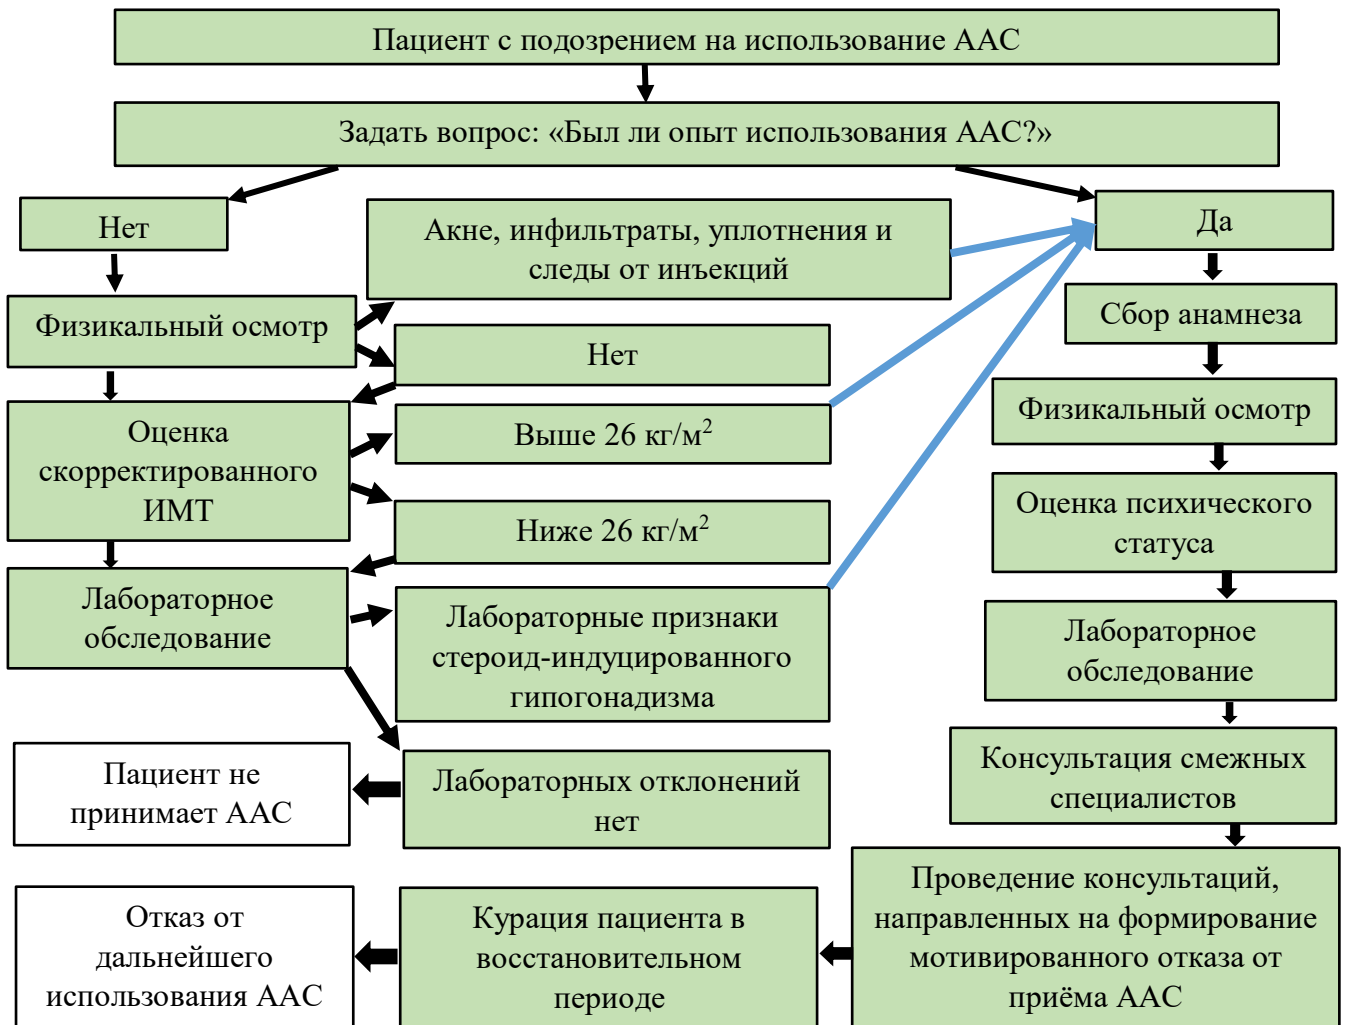 Пациент с подозрением на использование ААС
Задать вопрос: «Был ли опыт использования ААС?»
Нет
Акне, инфильтраты, уплотнения и
следы от инъекций
Да
Физикальный осмотр
Нет
Сбор анамнеза
Оценка
скорректированного
ИМТ
Выше 26 кг/м²
Ниже 26 кг/м²
Физикальный осмотр
Оценка психического
статуса
Лабораторное
обследование
Лабораторные признаки
стероид-индуцированного
гипогонадизма
Лабораторное
обследование
Пациент не
принимает ААС
Лабораторных отклонений
нет
Консультация смежных
специалистов
Отказ от
дальнейшего
использования ААС
Курация пациента в
восстановительном
периоде
Проведение консультаций,
направленных на формирование
мотивированного отказа от
приёма ААС